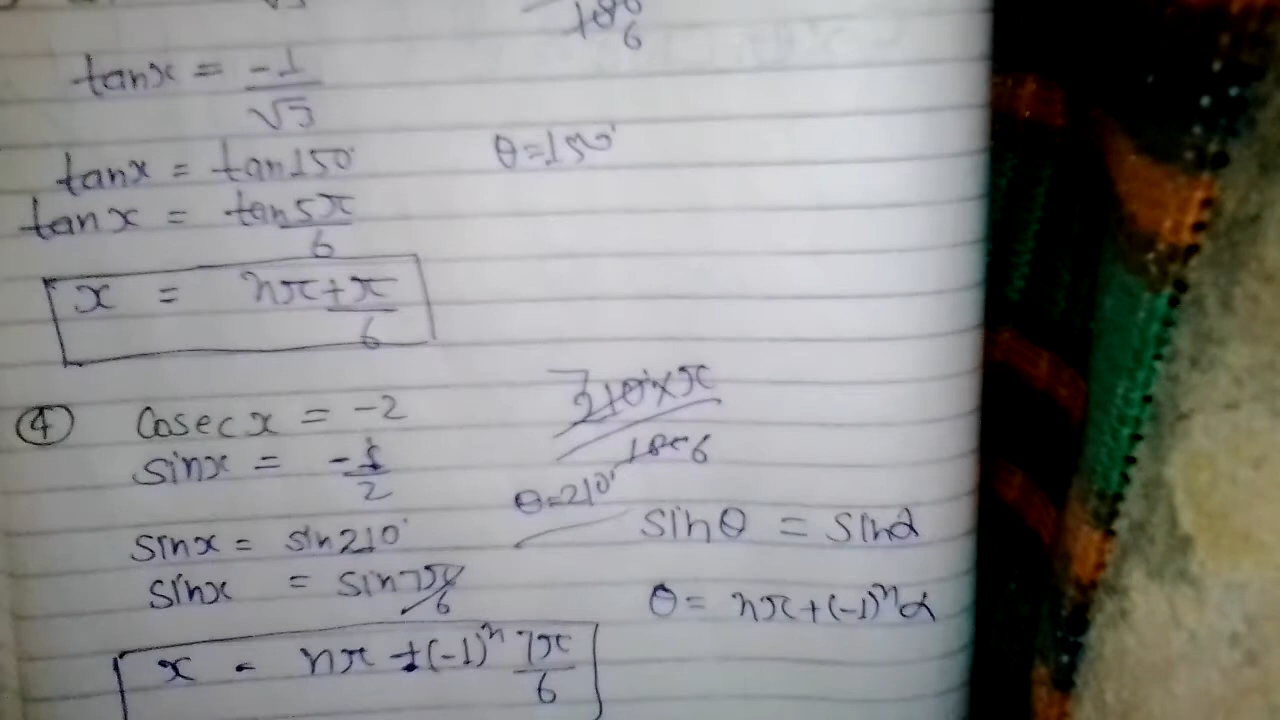 180 6
tanx = -1/√3
tanx = tan150° θ=150°
tanx = tan5π/6
x = nπ+π/6
④ Cosec x = -2 210°×π/180 6
sinx = -1/2
θ=210°
sinx = sin210° sinθ = sinα
sinx = sin7π/6
θ = nπ+(-1)ⁿα
x = nπ+(-1)ⁿ 7π/6